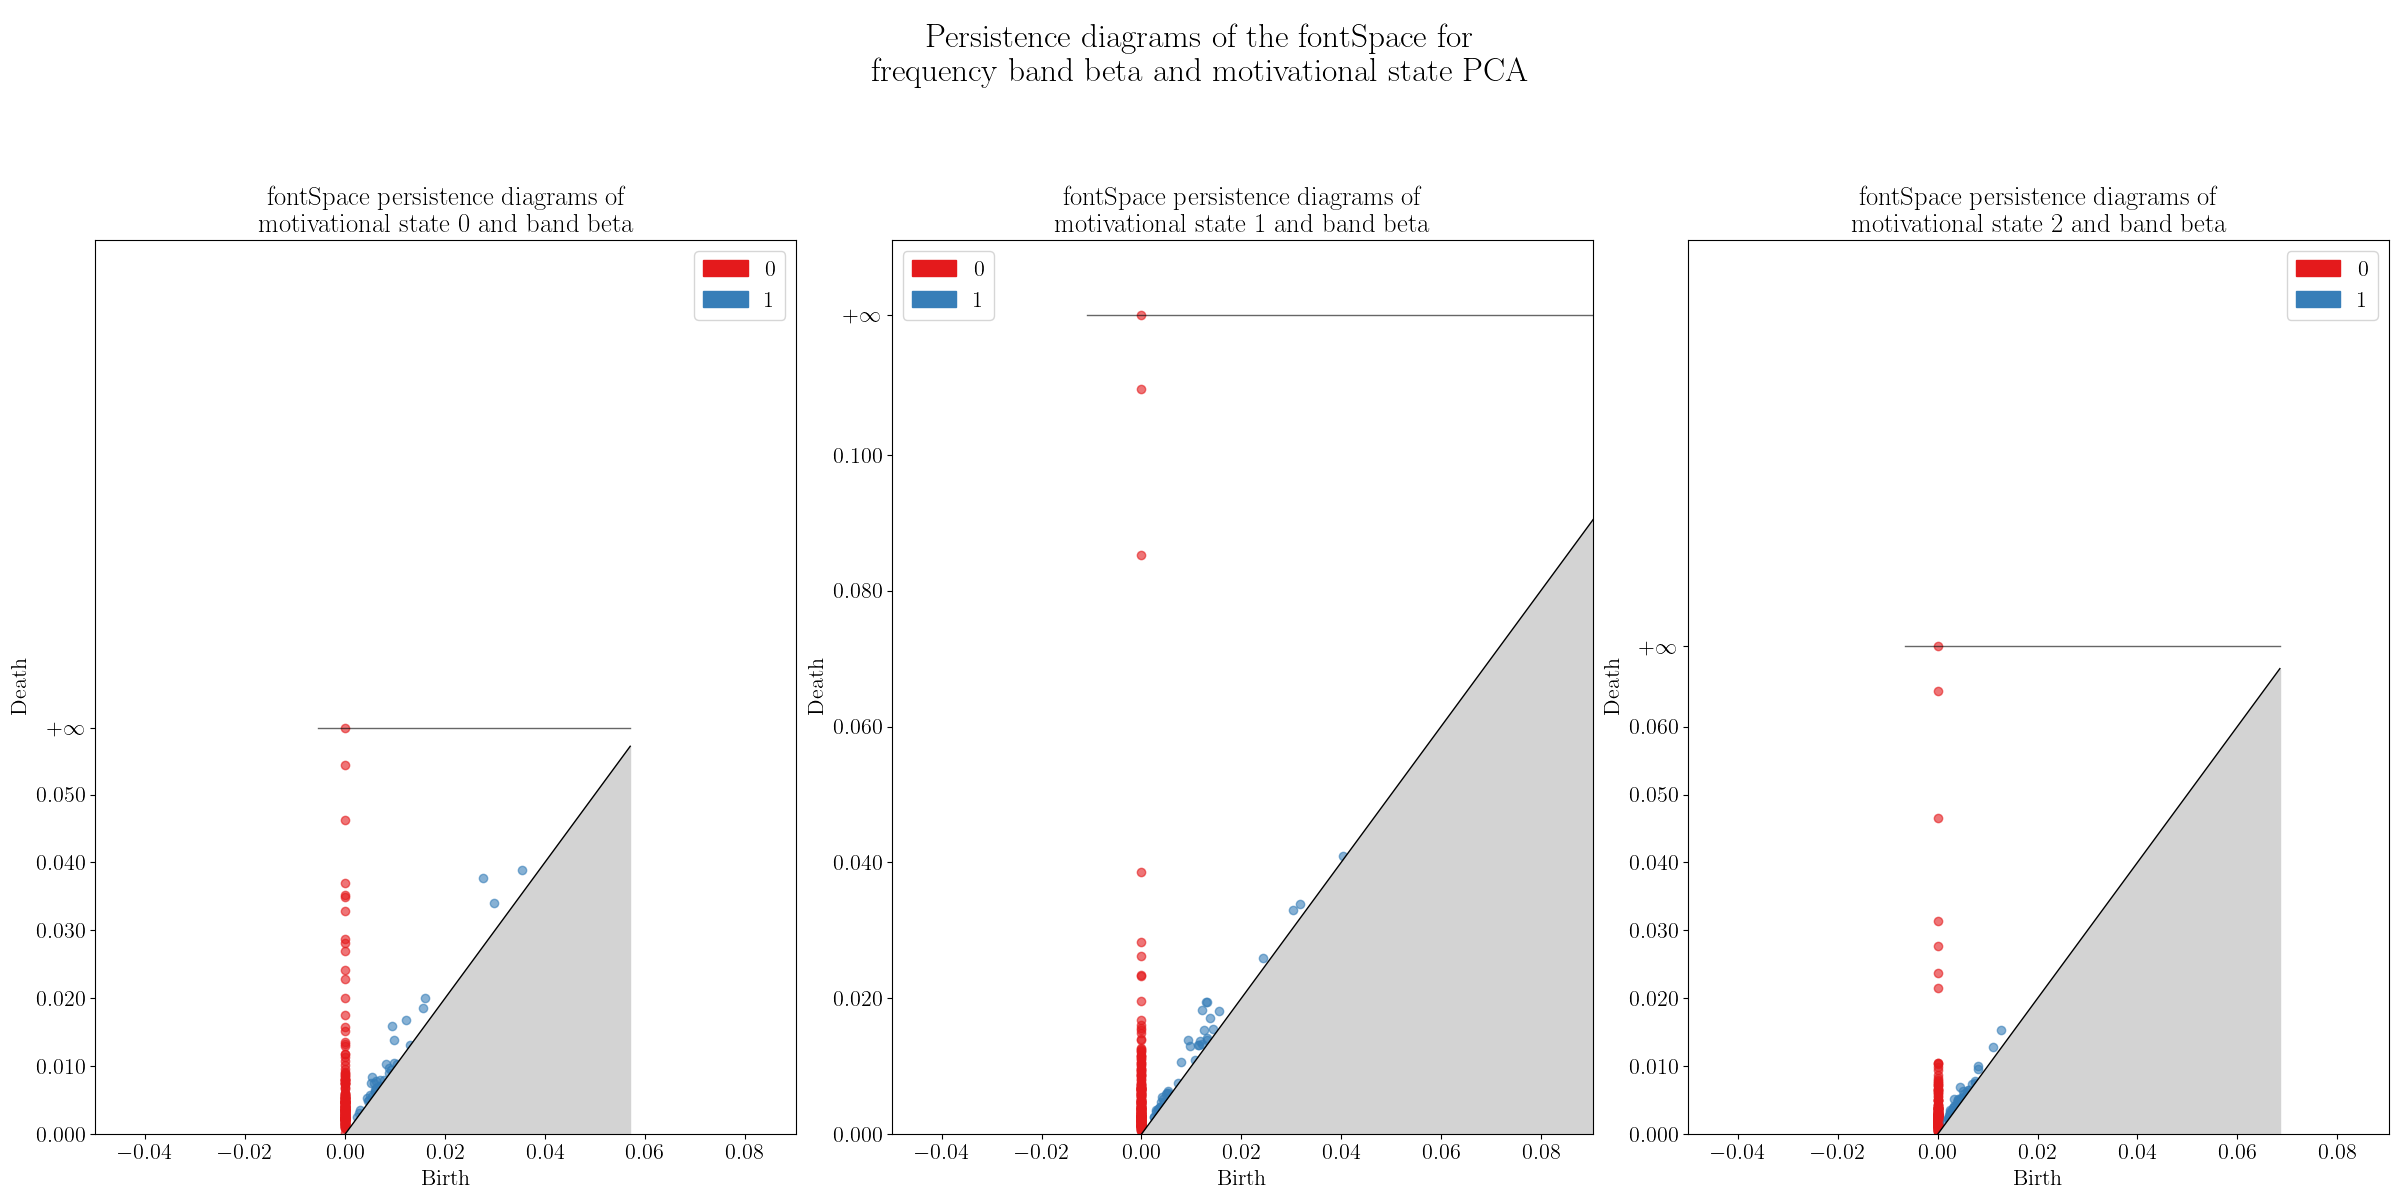 Persistence diagrams of the fontSpace for
frequency band beta and motivational state PCA
fontSpace persistence diagrams of
motivational state 0 and band beta
0
1
Death
+∞
0.050
0.040
0.030
0.020
0.010
0.000
−0.04 −0.02 0.00 0.02 0.04 0.06 0.08
Birth
fontSpace persistence diagrams of
motivational state 1 and band beta
0
1
Death
+∞
0.100
0.080
0.060
0.040
0.020
0.000
−0.04 −0.02 0.00 0.02 0.04 0.06 0.08
Birth
fontSpace persistence diagrams of
motivational state 2 and band beta
0
1
Death
+∞
0.060
0.050
0.040
0.030
0.020
0.010
0.000
−0.04 −0.02 0.00 0.02 0.04 0.06 0.08
Birth